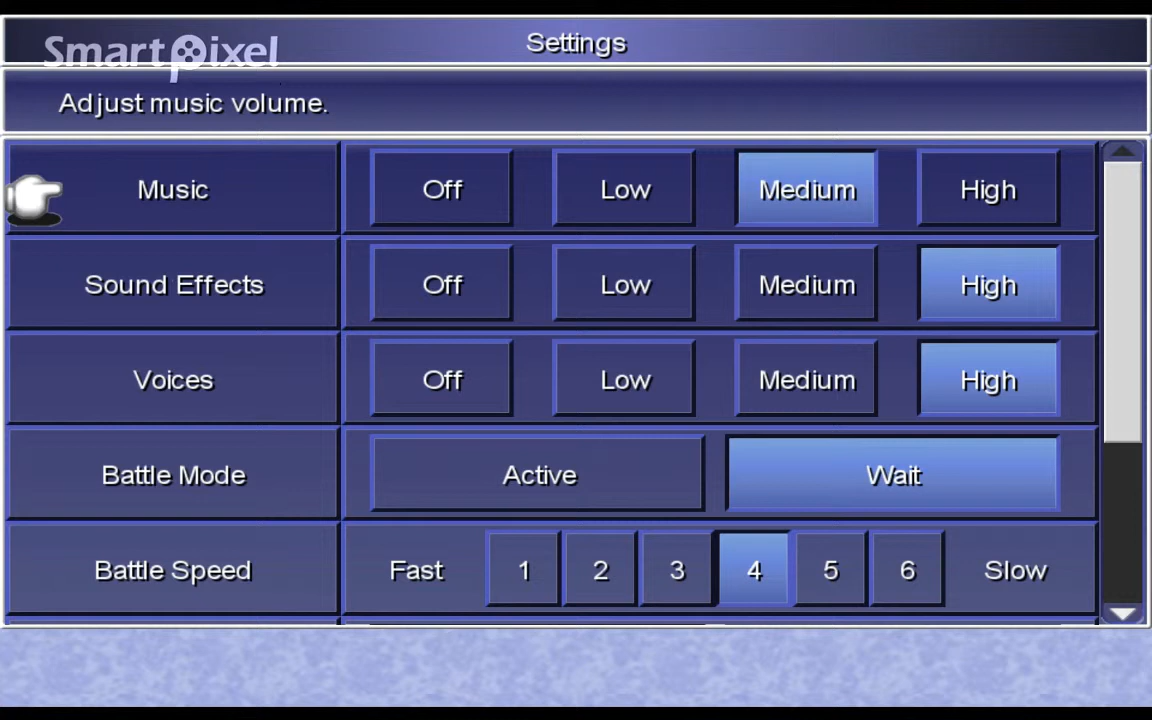 Smartpixel
Settings
Adjust music volume.
Music Off Low Medium High
Sound Effects Off Low Medium High
Voices Off Low Medium High
Battle Mode Active Wait
Battle Speed Fast 1 2 3 4 5 6 Slow